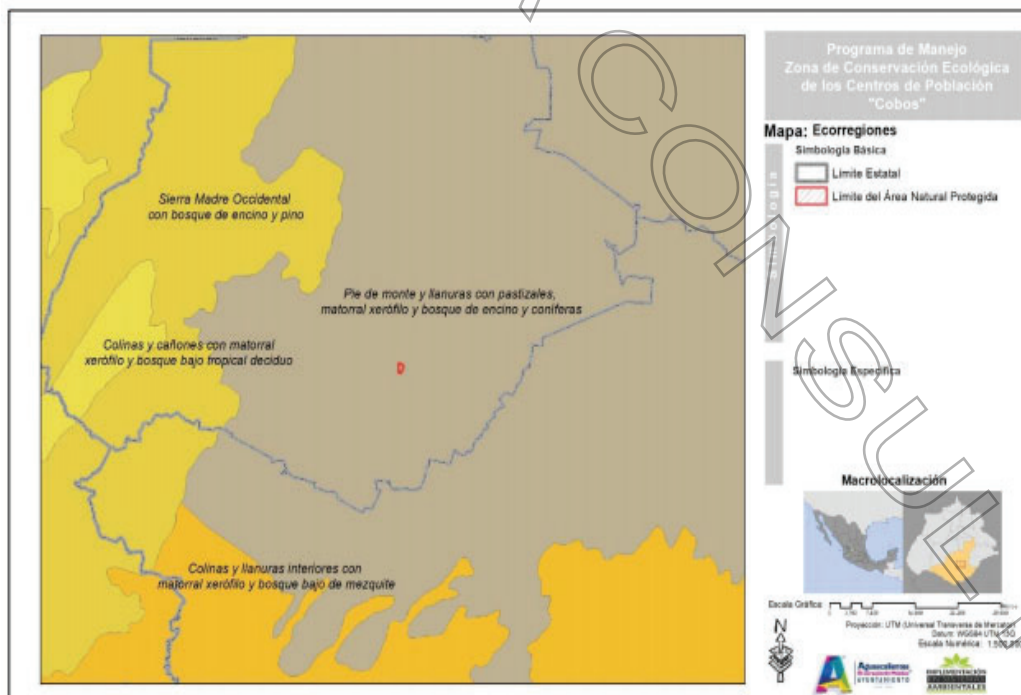 Programa de Manejo
Zona de Conservación Ecológica
de los Centros de Población
"Cobos"
Mapa: Ecorregiones
Simbología Básica
Límite Estatal
Límite del Área Natural Protegida
Simbología
Simbología Específica
Sierra Madre Occidental
con bosque de encino y pino
Pie de monte y llanuras con pastizales,
matorral xerófilo y bosque de encino y coníferas
Colinas y cañones con matorral
xerófilo y bosque bajo tropical deciduo
Colinas y llanuras interiores con
matorral xerófilo y bosque bajo de mezquite
Macrolocalización
Escala Gráfica:
Proyección: UTM (Universal Transversa de Mercator)
Datum: WGS84 UTM 13G
Escala Numérica:
N
Aguascalientes
AYUNTAMIENTO
IMPLEMENTACIÓN
AMBIENTALES
CONSUL